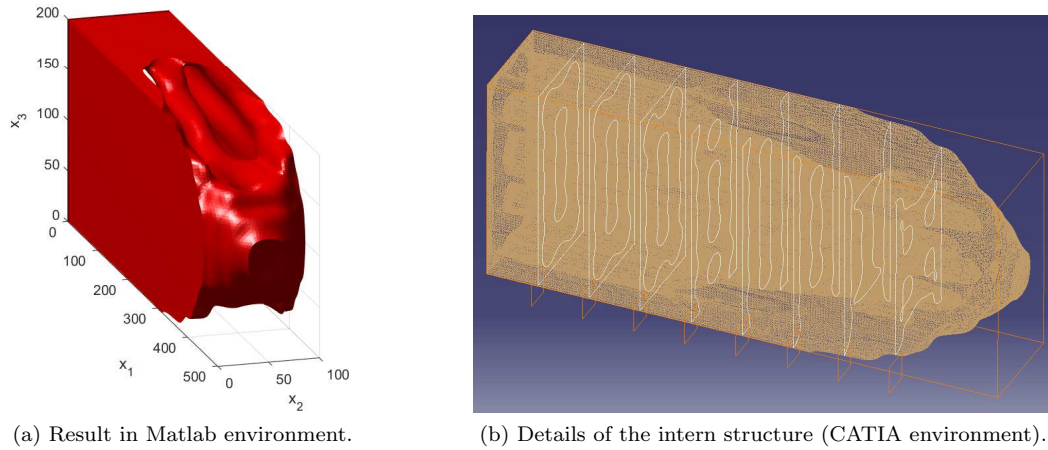 200
150
x3
100
50
0
0
100
200
300
x1
400
500
0
50
x2
100
(a) Result in Matlab environment.
(b) Details of the intern structure (CATIA environment).